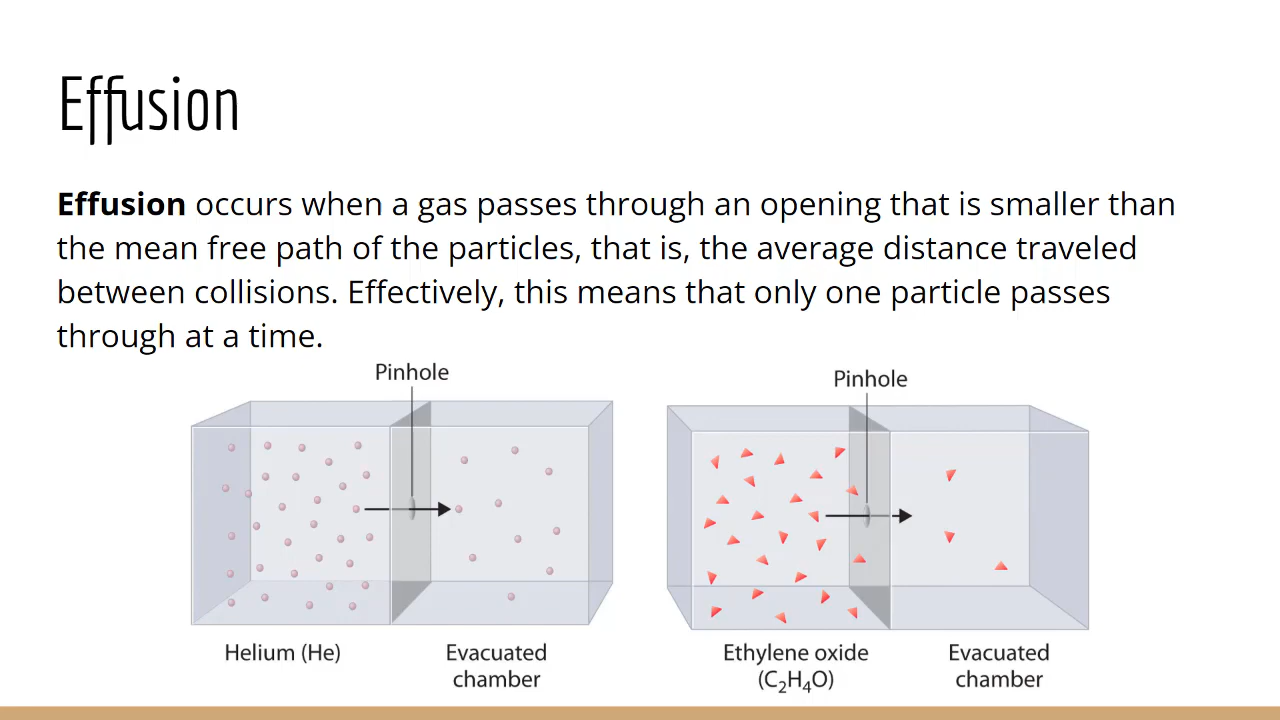 Effusion
Effusion occurs when a gas passes through an opening that is smaller than
the mean free path of the particles, that is, the average distance traveled
between collisions. Effectively, this means that only one particle passes
through at a time.
Pinhole
Helium (He)
Evacuated
chamber
Pinhole
Ethylene oxide
(C₂H₄O)
Evacuated
chamber